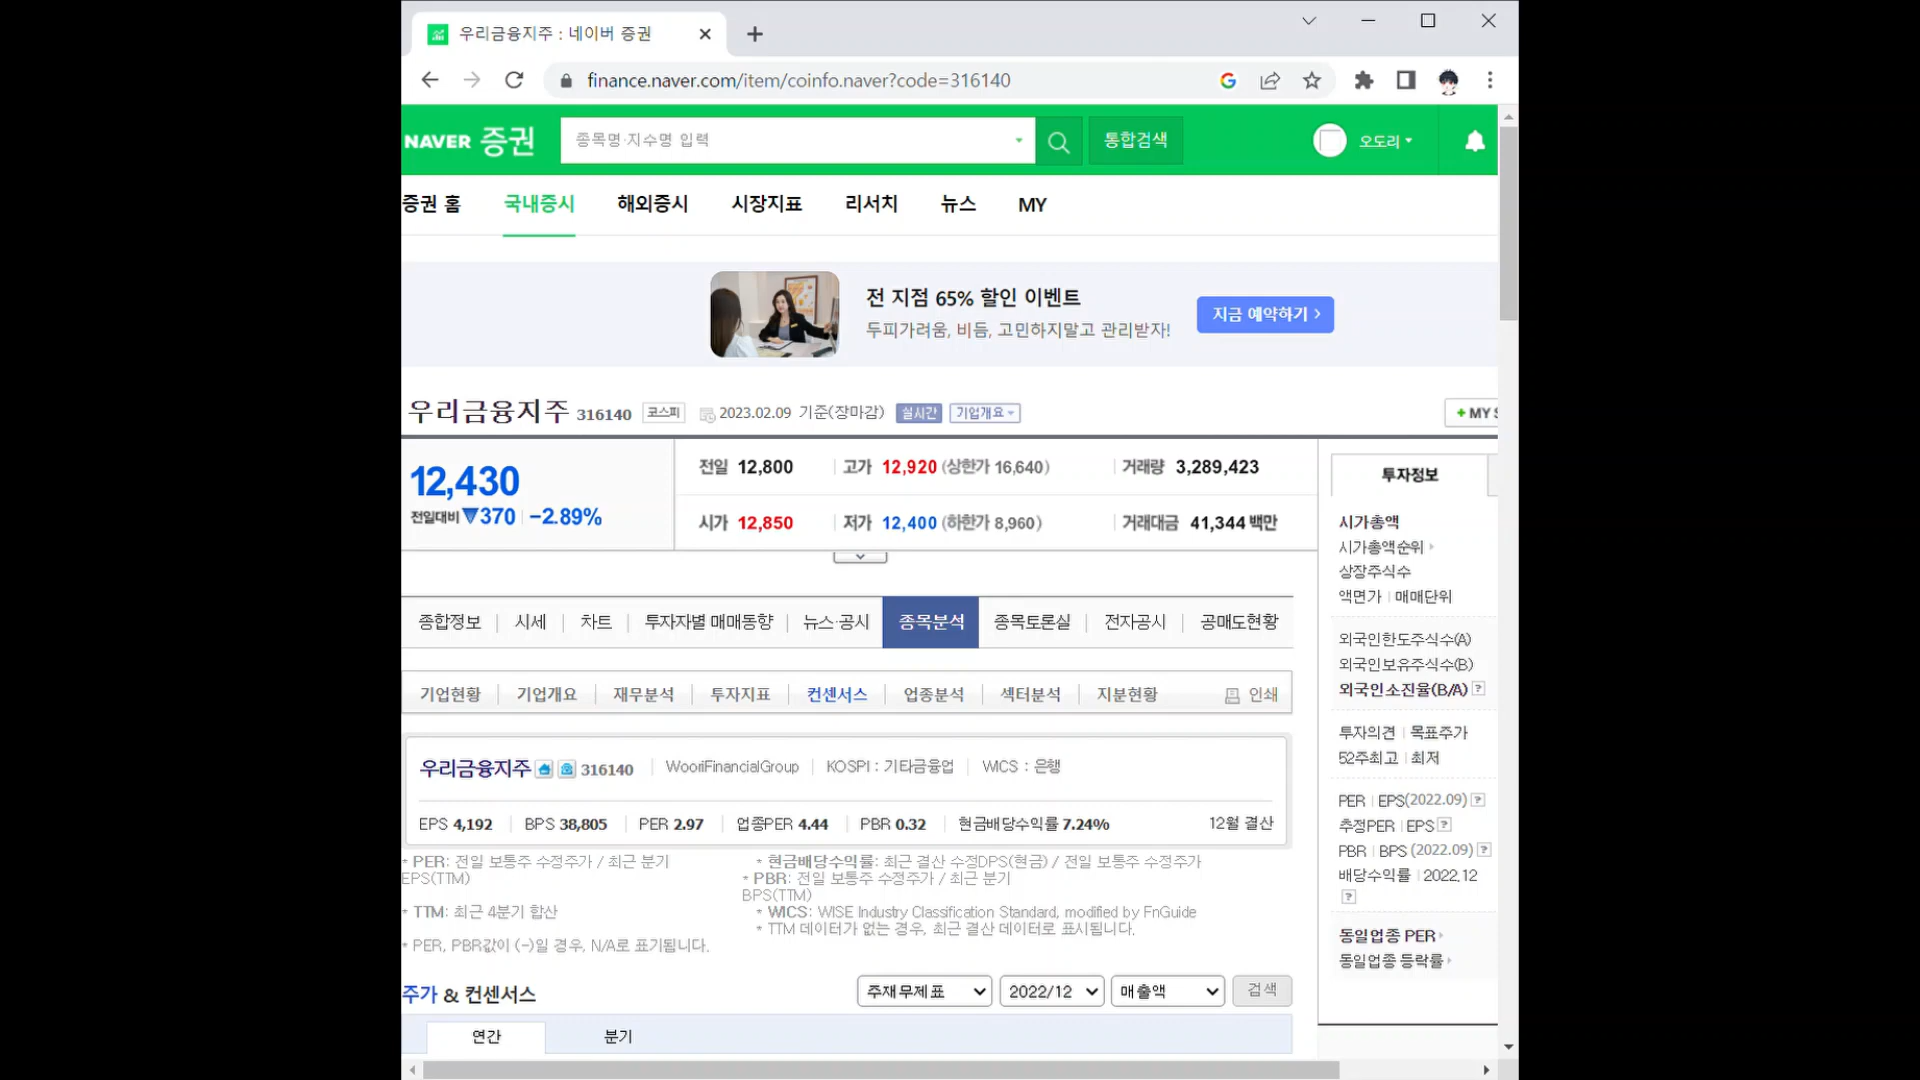 우리금융지주 : 네이버 증권
finance.naver.com/item/coinfo.naver?code=316140
NAVER 증권
종목명·지수명 입력
통합검색
오도리
증권 홈 국내증시 해외증시 시장지표 리서치 뉴스 MY
전 지점 65% 할인 이벤트
두피가려움, 비듬, 고민하지말고 관리받자!
지금 예약하기 >
우리금융지주 316140 코스피 2023.02.09 기준(장마감) 실시간 기업개요
+ MY S
12,430
전일대비 ▼370 -2.89%
전일 12,800 고가 12,920 (상한가 16,640) 거래량 3,289,423
시가 12,850 저가 12,400 (하한가 8,960) 거래대금 41,344 백만
종합정보 시세 차트 투자자별 매매동향 뉴스·공시 종목분석 종목토론실 전자공시 공매도현황
기업현황 기업개요 재무분석 투자지표 컨센서스 업종분석 섹터분석 지분현황 인쇄
우리금융지주 316140 WooriFinancialGroup KOSPI : 기타금융업 WICS : 은행
EPS 4,192 BPS 38,805 PER 2.97 업종PER 4.44 PBR 0.32 현금배당수익률 7.24% 12월 결산
* PER: 전일 보통주 수정주가 / 최근 분기
EPS(TTM)
* TTM: 최근 4분기 합산
* PER, PBR값이 (-)일 경우, N/A로 표기됩니다.
* 현금배당수익률: 최근 결산 수정DPS(현금) / 전일 보통주 수정주가
* PBR: 전일 보통주 수정주가 / 최근 분기
BPS(TTM)
* WICS: WISE Industry Classification Standard, modified by FnGuide
* TTM 데이터가 없는 경우, 최근 결산 데이터로 표시됩니다.
주가 & 컨센서스
주재무제표 2022/12 매출액 검색
연간 분기
투자정보
시가총액
시가총액순위
상장주식수
액면가 | 매매단위
외국인한도주식수(A)
외국인보유주식수(B)
외국인소진율(B/A) ?
투자의견 | 목표주가
52주최고 | 최저
PER | EPS(2022.09) ?
추정PER | EPS ?
PBR | BPS (2022.09) ?
배당수익률 | 2022.12
?
동일업종 PER
동일업종 등락률